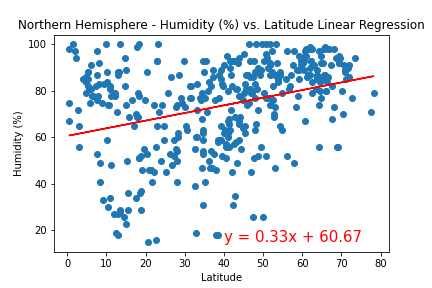 Northern Hemisphere - Humidity (%) vs. Latitude Linear Regression
100
80
60
40
20
Humidity (%)
y = 0.33x + 60.67
0 10 20 30 40 50 60 70 80
Latitude